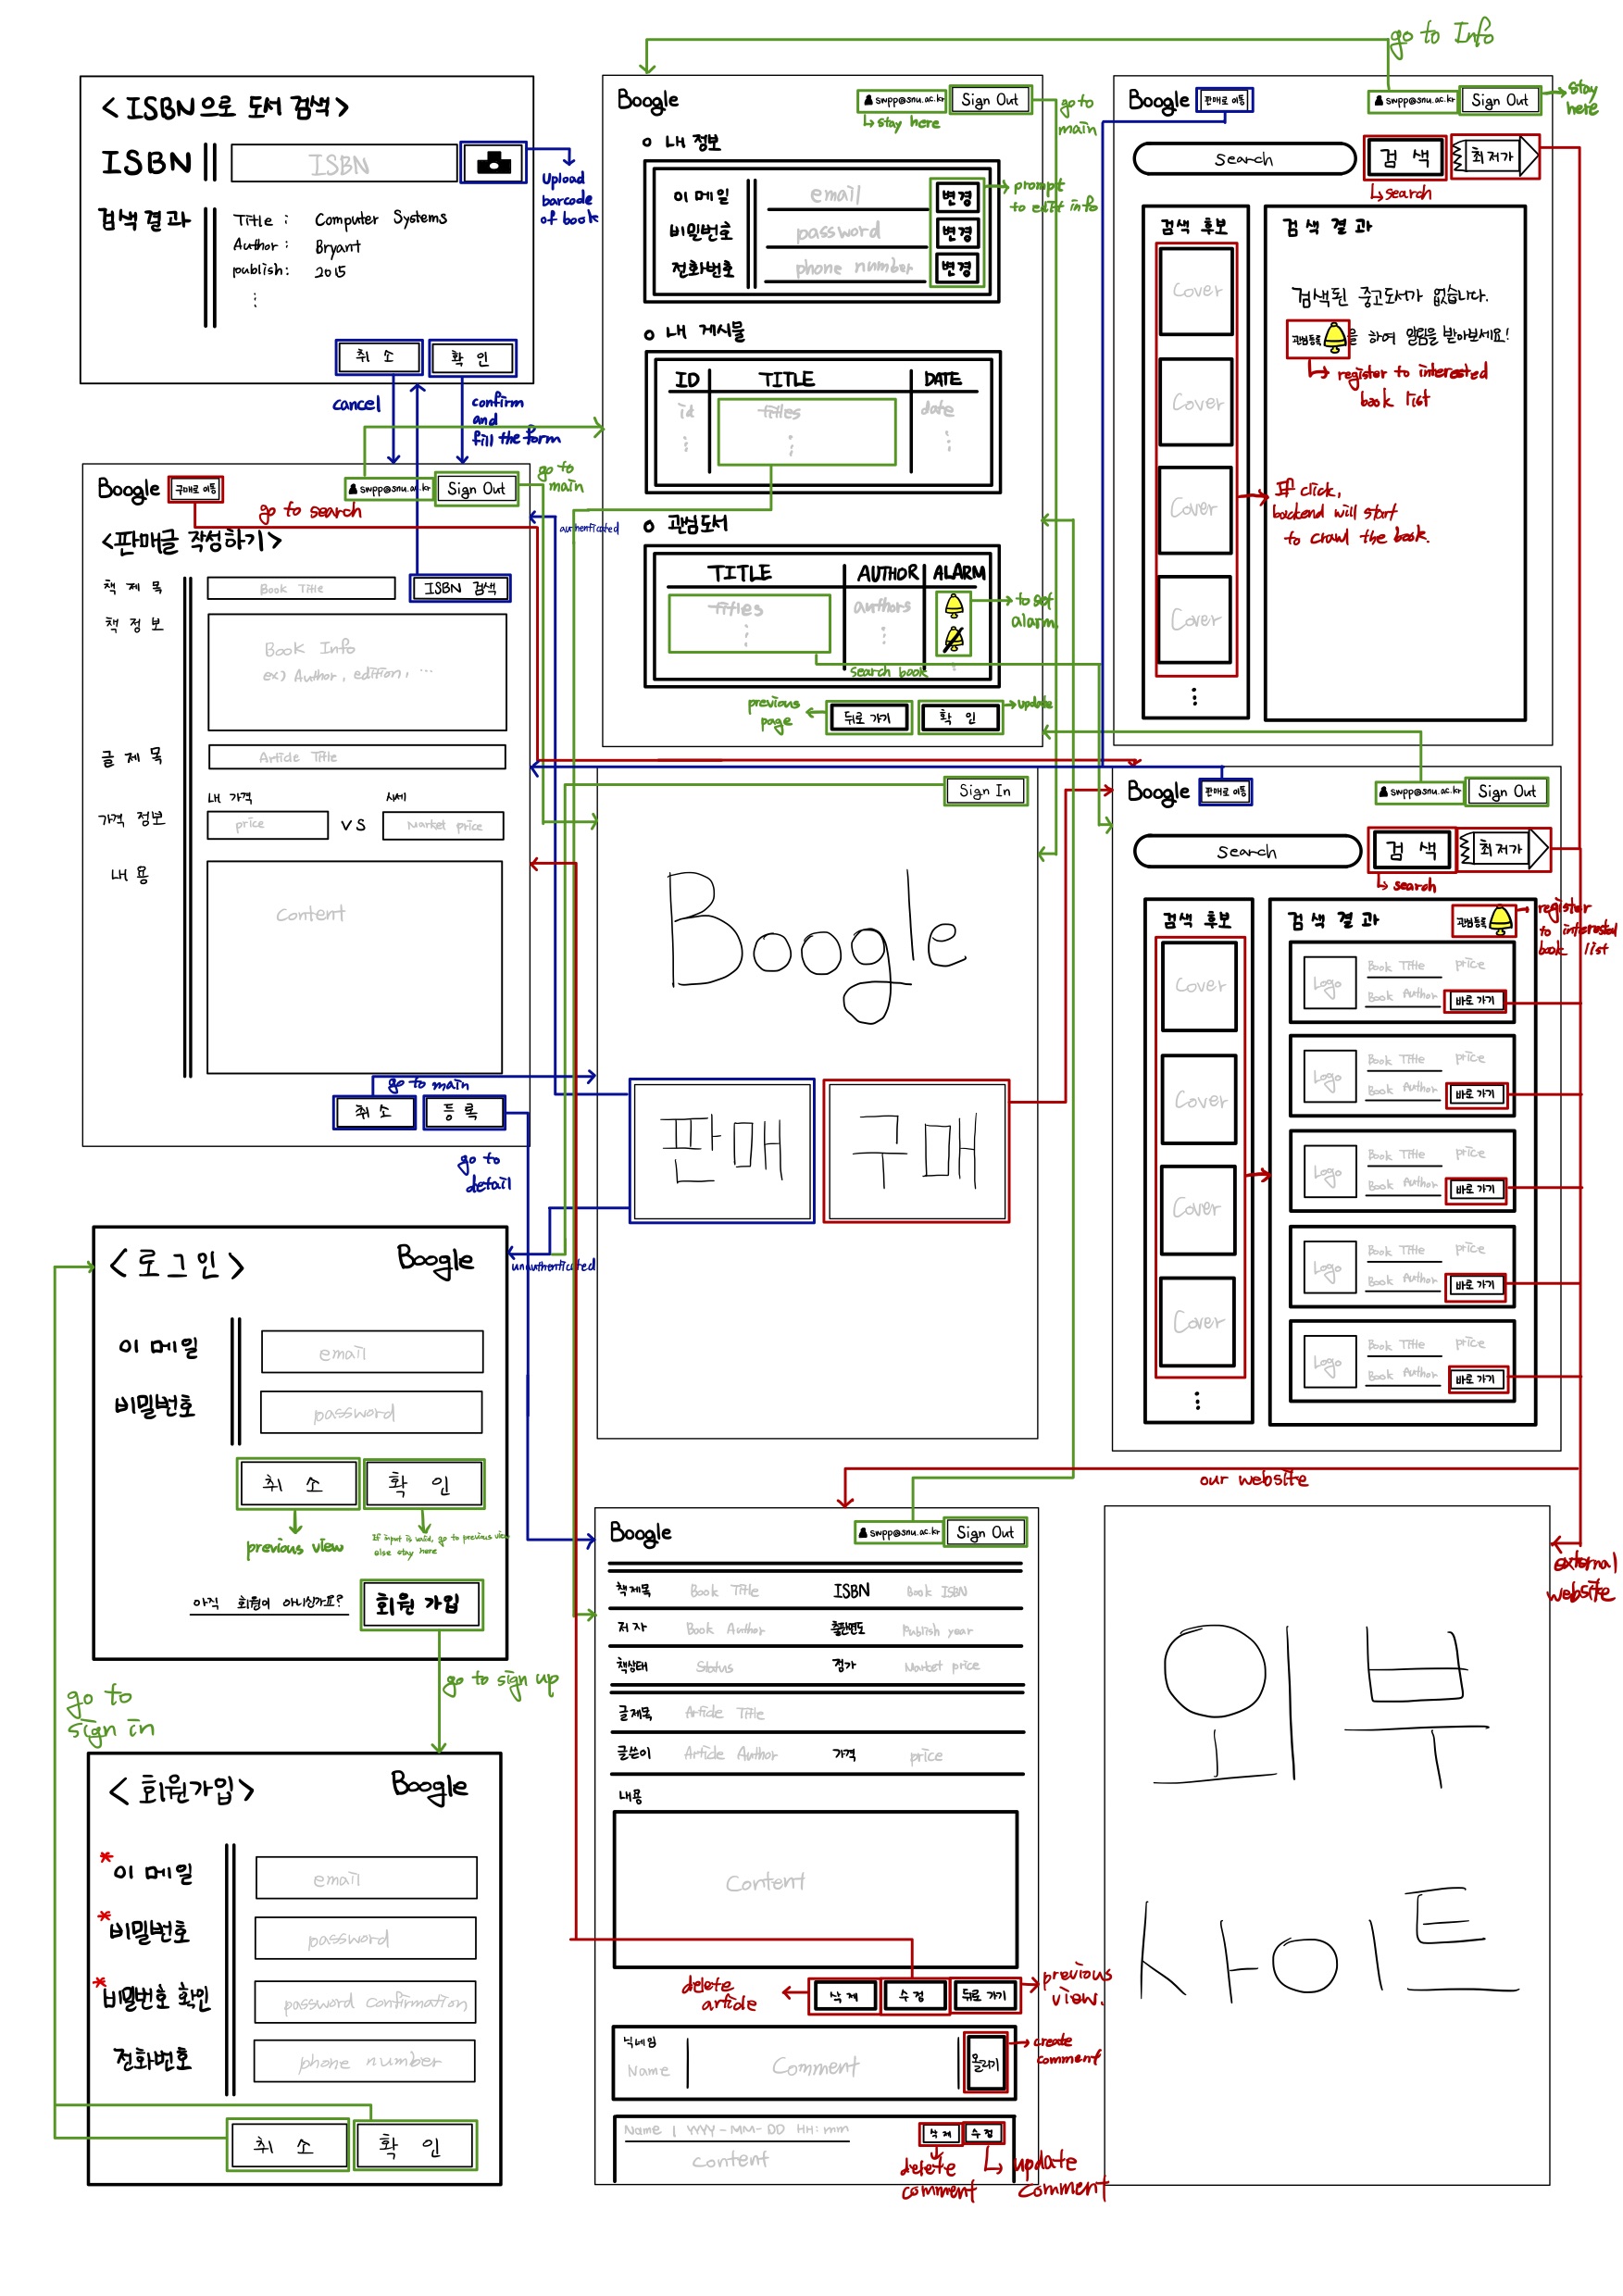 go to Info
< ISBN으로 도서 검색 >
ISBN
ISBN
Upload
barcode
of book
검색결과
Title : Computer Systems
Author : Bryant
publish : 2015
취 소
확 인
cancel
confirm
and
fill the form
Boogle
swpp@snu.ac.kr
Sign Out
go to
main
↳ stay here
내 정보
이메일
email
변경
prompt
to edit info
비밀번호
password
변경
전화번호
phone number
변경
내 게시물
ID
TITLE
DATE
id
titles
date
관심도서
TITLE
AUTHOR
ALARM
titles
authors
to set
alarm
search book
previous
page
뒤로 가기
확 인
update
Boogle
판매로 이동
swpp@snu.ac.kr
Sign Out
stay
here
search
검 색
최저가
↳ search
검색 후보
검색 결과
Cover
Cover
Cover
Cover
검색된 중고도서가 없습니다.
관심등록
을 하여 알림을 받아보세요!
register to interested
book list
If click,
backend will start
to crawl the book.
Boogle
구매로 이동
swpp@snu.ac.kr
Sign Out
go to
main
go to search
authenticated
<판매글 작성하기>
책 제 목
Book Title
ISBN 검색
책 정 보
Book Info
ex) Author, edition, ...
글 제 목
Article Title
내 가격
시세
가격 정보
price
VS
Market price
내 용
Content
go to main
취 소
등 록
go to
detail
Sign In
Boogle
판매
구매
unauthenticated
Boogle
판매로 이동
swpp@snu.ac.kr
Sign Out
search
검 색
최저가
↳ search
검색 후보
검색 결과
관심등록
register
to interested
book list
Cover
Cover
Cover
Cover
Logo
Book Title
price
Book Author
바로 가기
Logo
Book Title
price
Book Author
바로 가기
Logo
Book Title
price
Book Author
바로 가기
Logo
Book Title
price
Book Author
바로 가기
Logo
Book Title
price
Book Author
바로 가기
our website
external
website
< 로그인 >
Boogle
이메일
email
비밀번호
password
취 소
확 인
previous view
If input is valid, go to previous view
else stay here
아직 회원이 아니신가요?
회원 가입
go to sign up
go to
sign in
< 회원가입 >
Boogle
* 이메일
email
* 비밀번호
password
* 비밀번호 확인
password confirmation
전화번호
phone number
취 소
확 인
Boogle
swpp@snu.ac.kr
Sign Out
책제목
Book Title
ISBN
Book ISBN
저 자
Book Author
출판연도
Publish year
책상태
Status
정가
Market price
글제목
Article Title
글쓴이
Article Author
가격
price
내용
Content
delete
article
삭 제
수 정
뒤로 가기
previous
view.
닉네임
Name
Comment
올리기
create
comment
Name | YYYY-MM-DD HH:mm
삭 제
수 정
Content
delete
comment
update
comment
외부
사이트